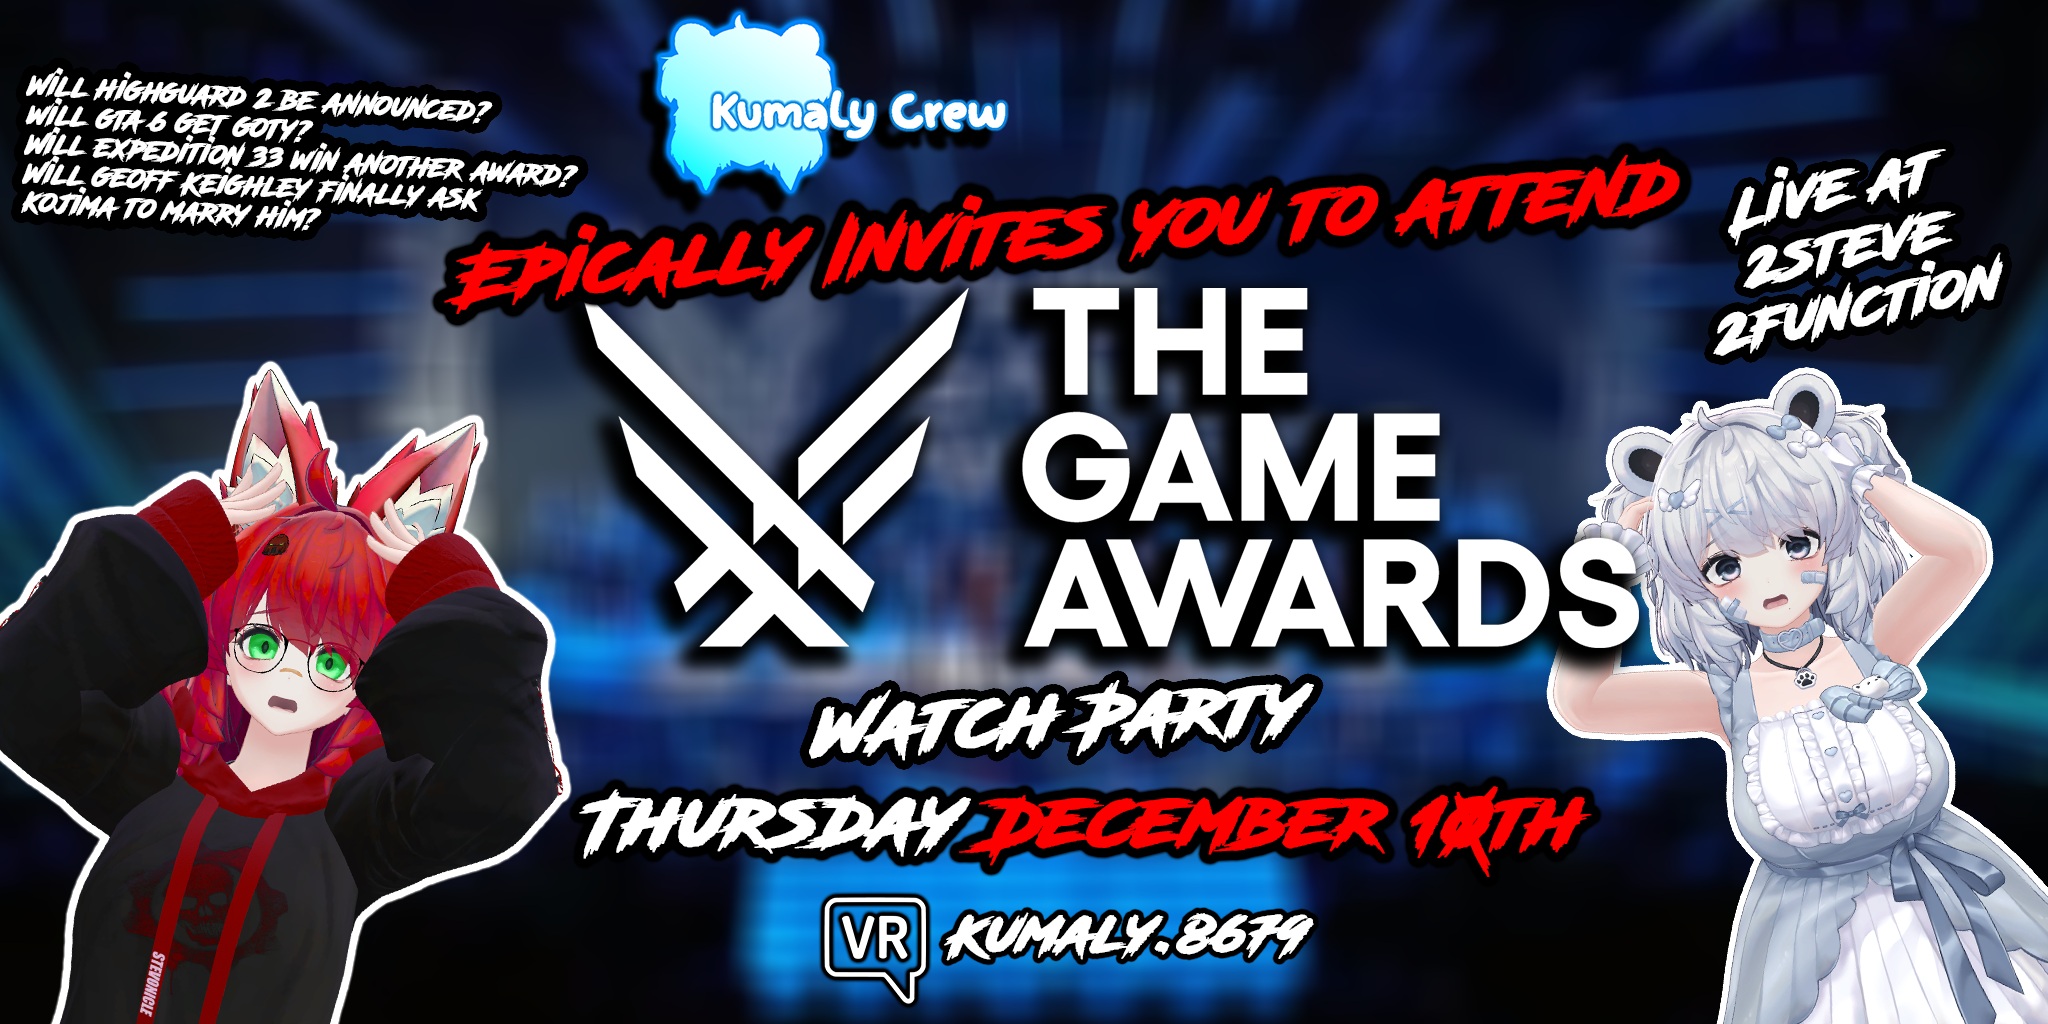 WILL HIGHGUARD 2 BE ANNOUNCED?
WILL GTA 6 GET GOTY?
WILL EXPEDITION 33 WIN ANOTHER AWARD?
WILL GEOFF KEIGHLEY FINALLY ASK
KOJIMA TO MARRY HIM?
Kumaly Crew
EPICALLY INVITES YOU TO ATTEND
LIVE AT
2STEVE
2FUNCTION
THE
GAME
AWARDS
WATCH PARTY
THURSDAY DECEMBER 10TH
VR KUMALY.8679
STEVONICLE